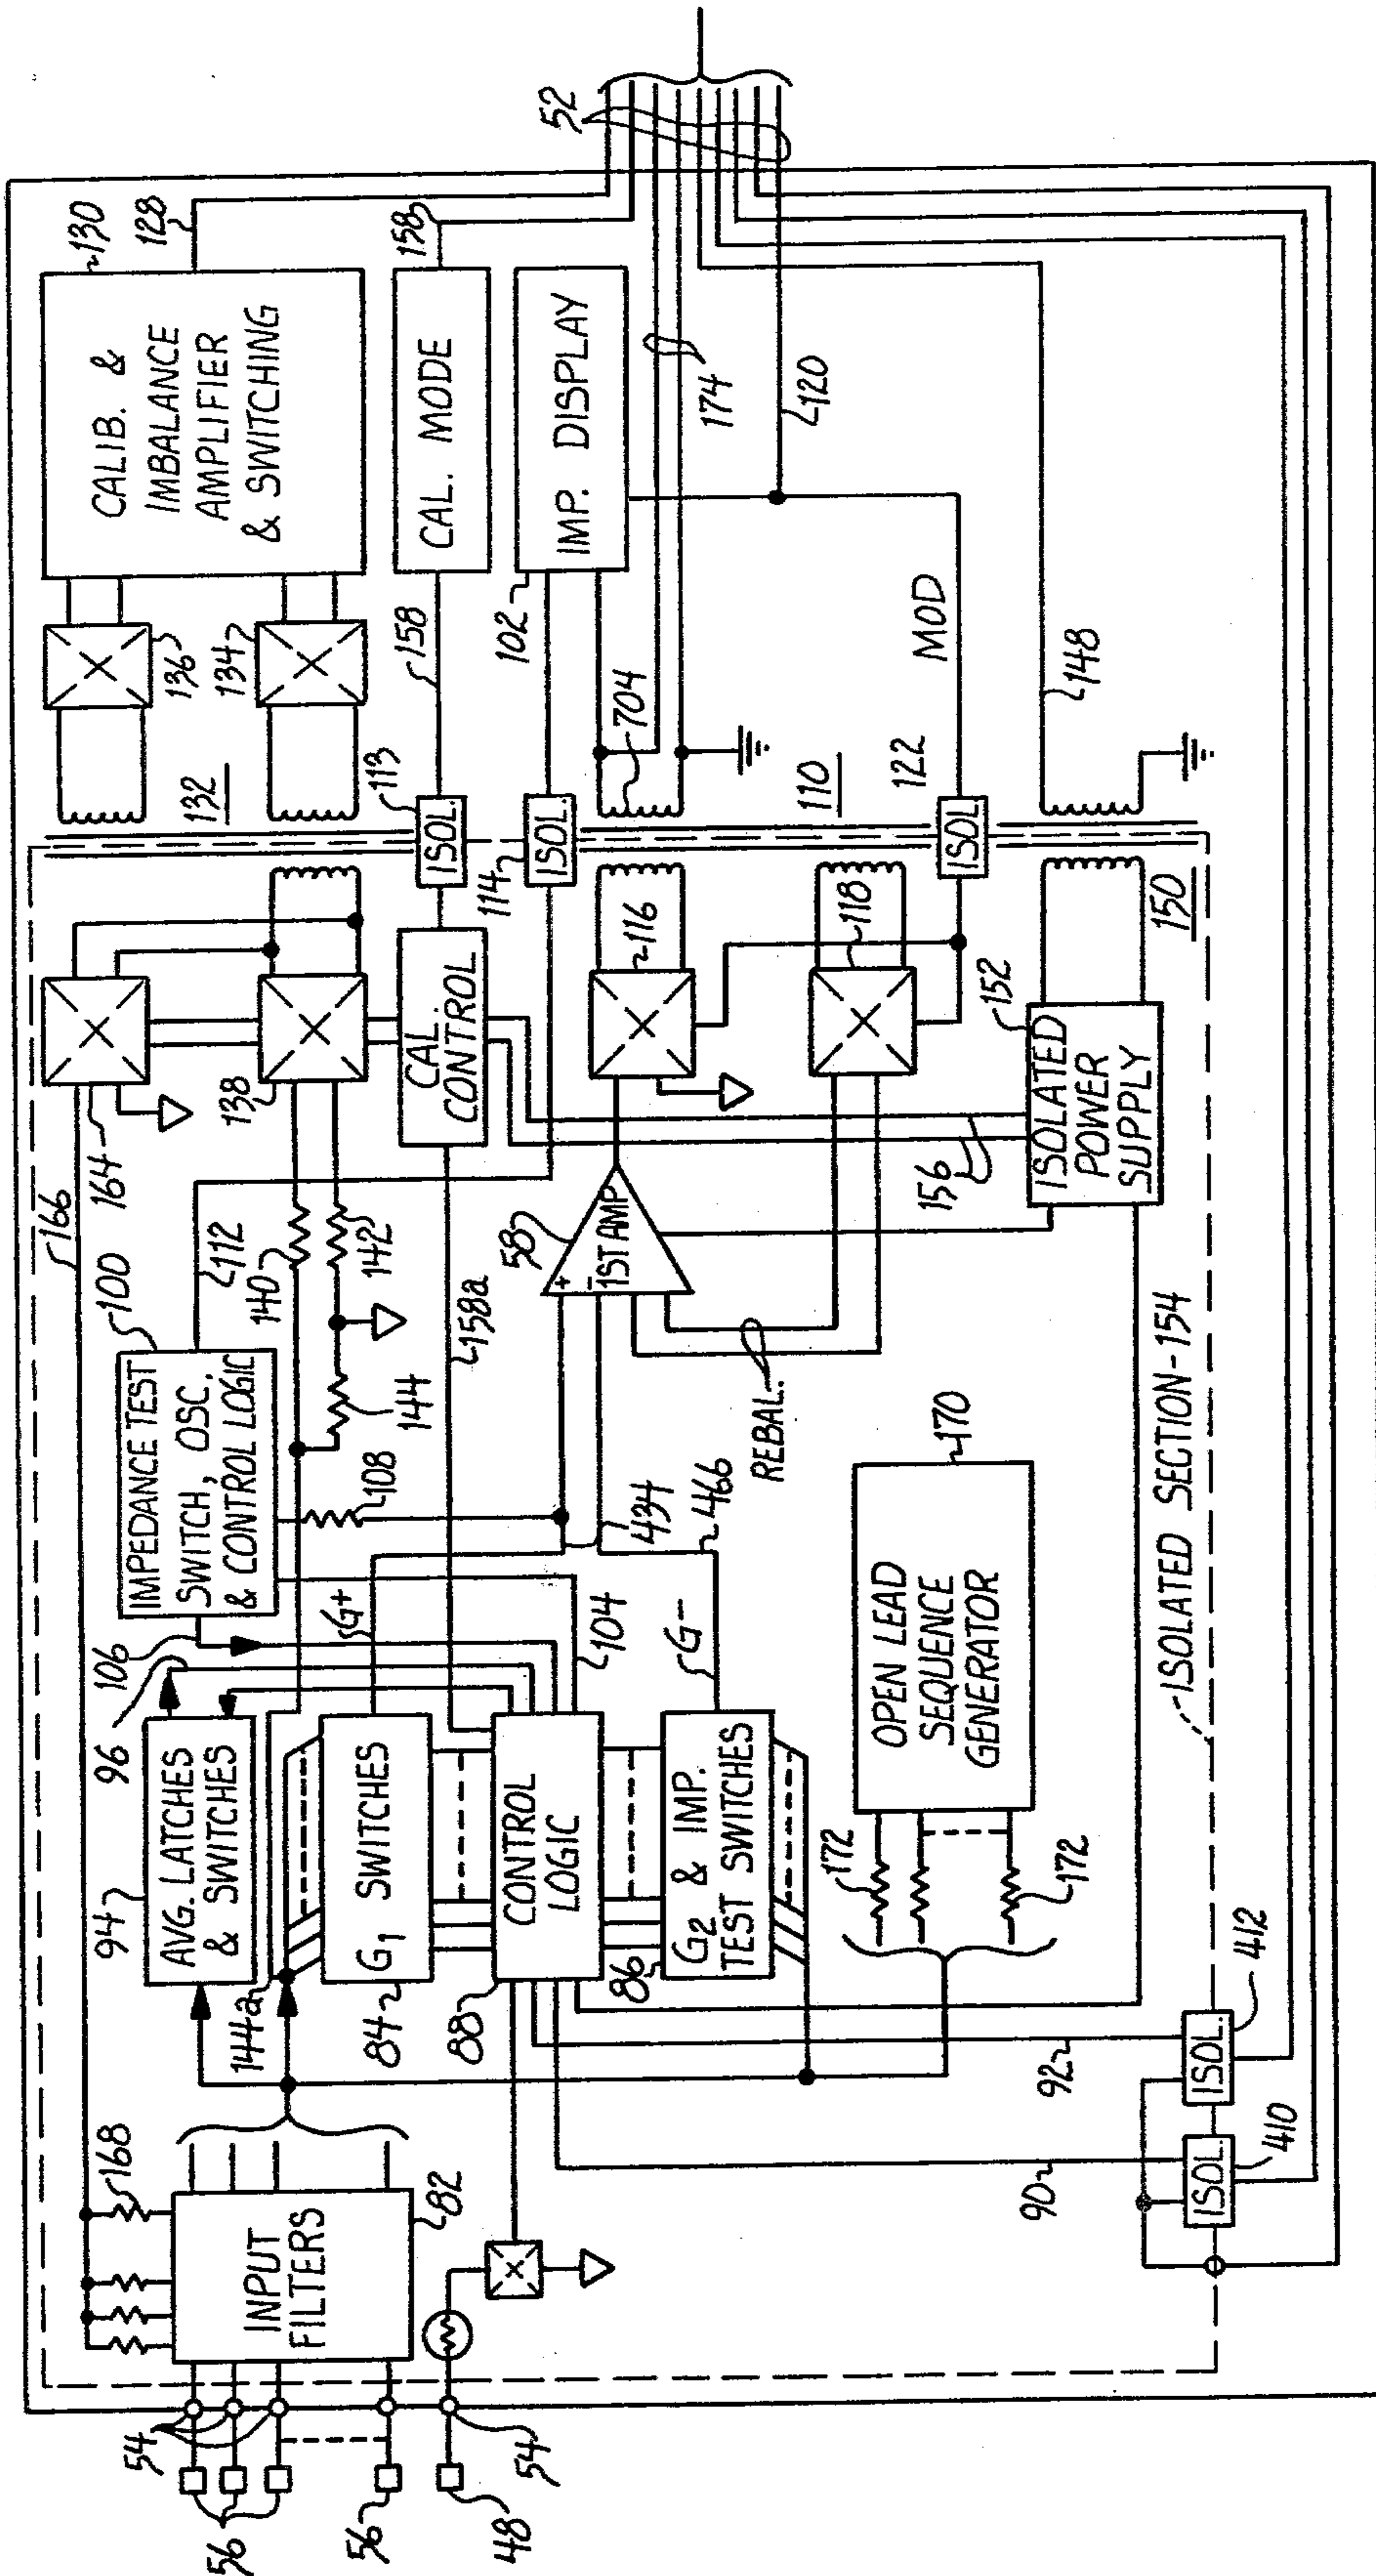 52
128
130
CALIB. &
IMBALANCE
AMPLIFIER
& SWITCHING
158
CAL. MODE
IMP. DISPLAY
174
120
136
134
158
102
704
MOD
148
132
113
ISOL.
114
ISOL.
110
122
ISOL
150
166
164
138
CAL.
CONTROL
116
118
152
ISOLATED
POWER
SUPPLY
156
100
112
140
142
144
158a
58
+
-
1ST AMP
IMPEDANCE TEST
SWITCH, OSC,
& CONTROL LOGIC
108
434
466
REBAL.
170
106
96
G+
104
G-
94
AVG. LATCHES
& SWITCHES
144a
84
G1 SWITCHES
88
CONTROL
LOGIC
86
G2 & IMP.
TEST SWITCHES
OPEN LEAD
SEQUENCE
GENERATOR
172
172
ISOLATED SECTION-154
168
INPUT
FILTERS
82
92
90
ISOL.
412
ISOL.
410
54
56
56
48
54